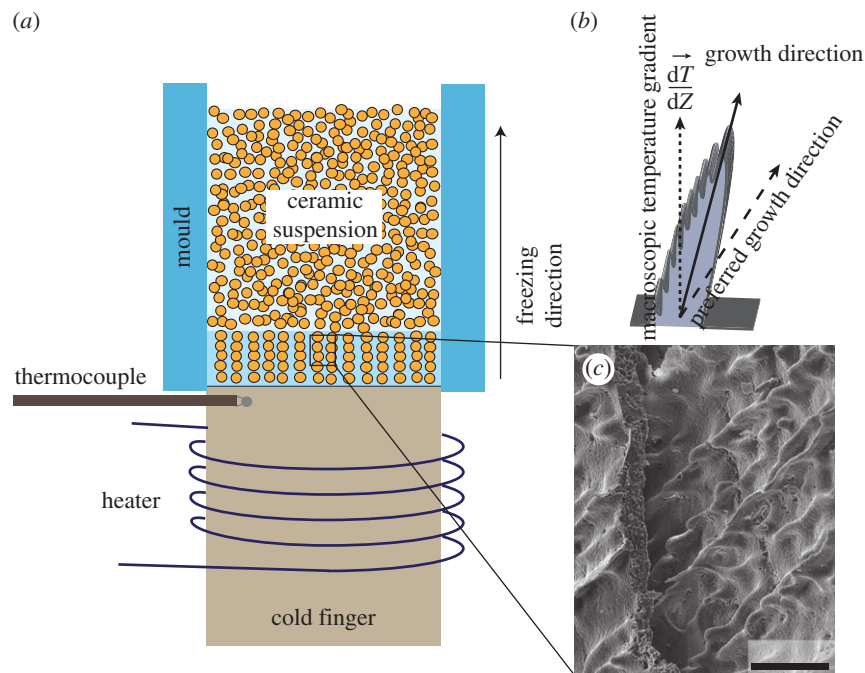 (a)
mould
ceramic
suspension
freezing
direction
thermocouple
heater
cold finger
(b)
macroscopic temperature gradient
dT
dZ
growth direction
preferred growth direction
(c)